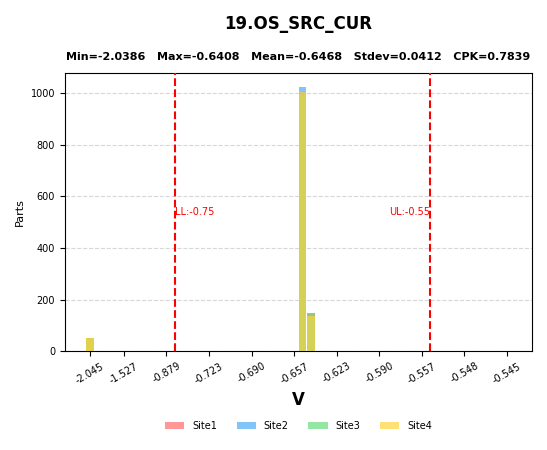 19.OS_SRC_CUR
Min=-2.0386 Max=-0.6408 Mean=-0.6468 Stdev=0.0412 CPK=0.7839
1000
800
600
400
200
0
Parts
LL:-0.75
UL:-0.55
-2.045 -1.527 -0.879 -0.723 -0.690 -0.657 -0.623 -0.590 -0.557 -0.548 -0.545
V
Site1 Site2 Site3 Site4